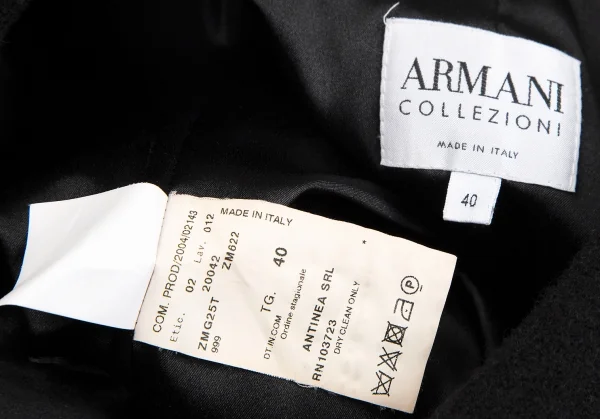 ARMANI
COLLEZIONI
MADE IN ITALY
40
MADE IN ITALY
COM. PROD/2004/02143
Etic. 02 Lav. 012
ZMG25T 20042 ZM622
999
TG. 40
DT.IN.COM
Ordine stagionale
*
ANTINEA SRL
RN103723
DRY CLEAN ONLY
P